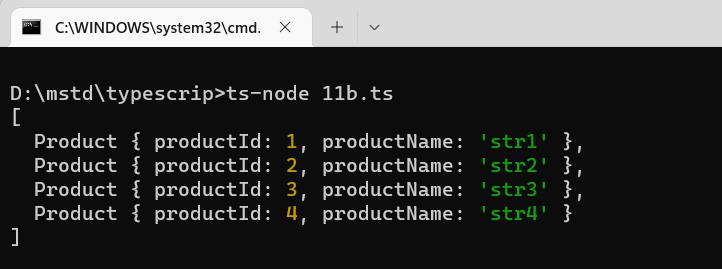 C:\WINDOWS\system32\cmd.
D:\mstd\typescrip>ts-node 11b.ts
[
  Product { productId: 1, productName: 'str1' },
  Product { productId: 2, productName: 'str2' },
  Product { productId: 3, productName: 'str3' },
  Product { productId: 4, productName: 'str4' }
]